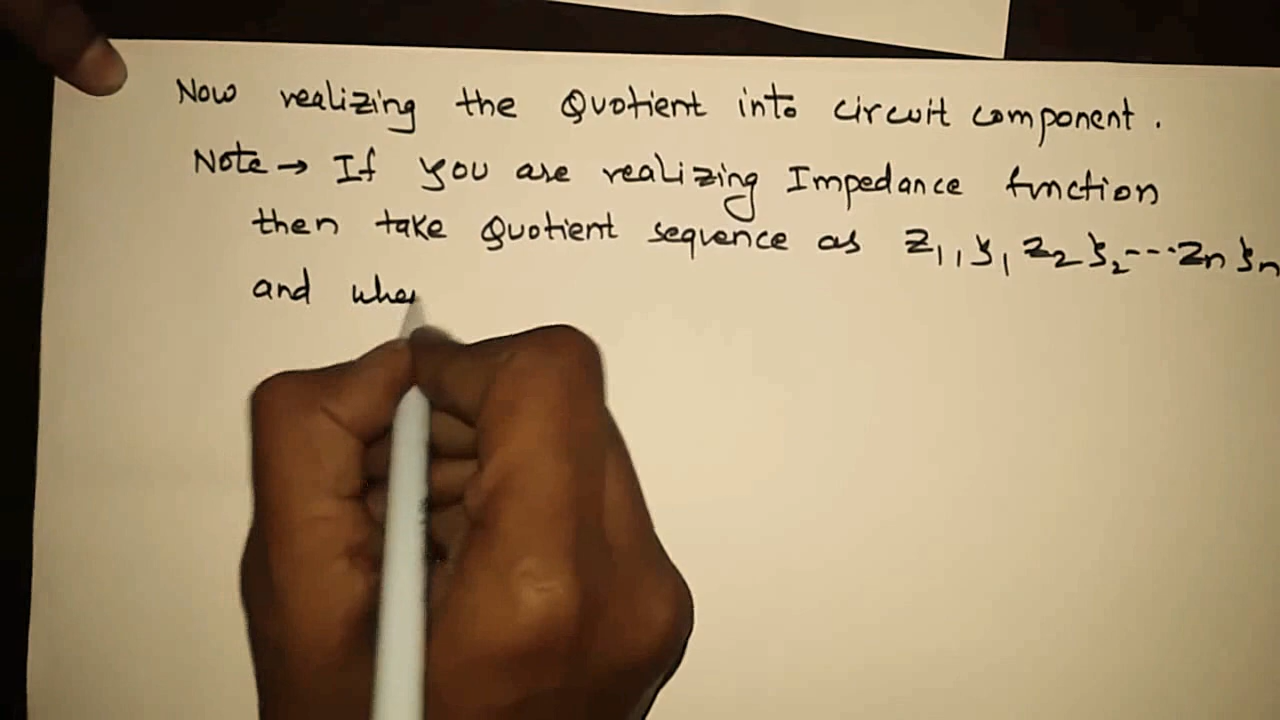 Now realizing the Quotient into circuit component.
Note → If you are realizing Impedance function
then take Quotient sequence as Z1, y1 Z2 y2 ---- Zn yn
and when